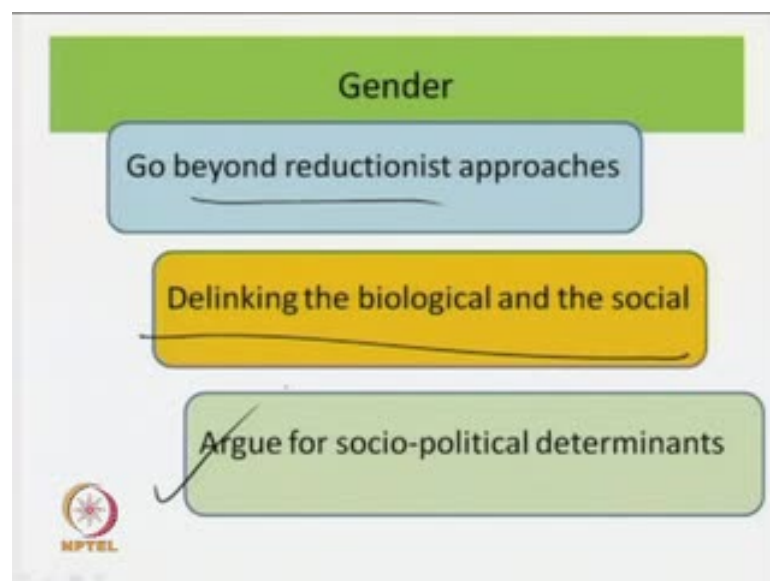 Gender
Go beyond reductionist approaches
Delinking the biological and the social
Argue for socio-political determinants
NPTEL